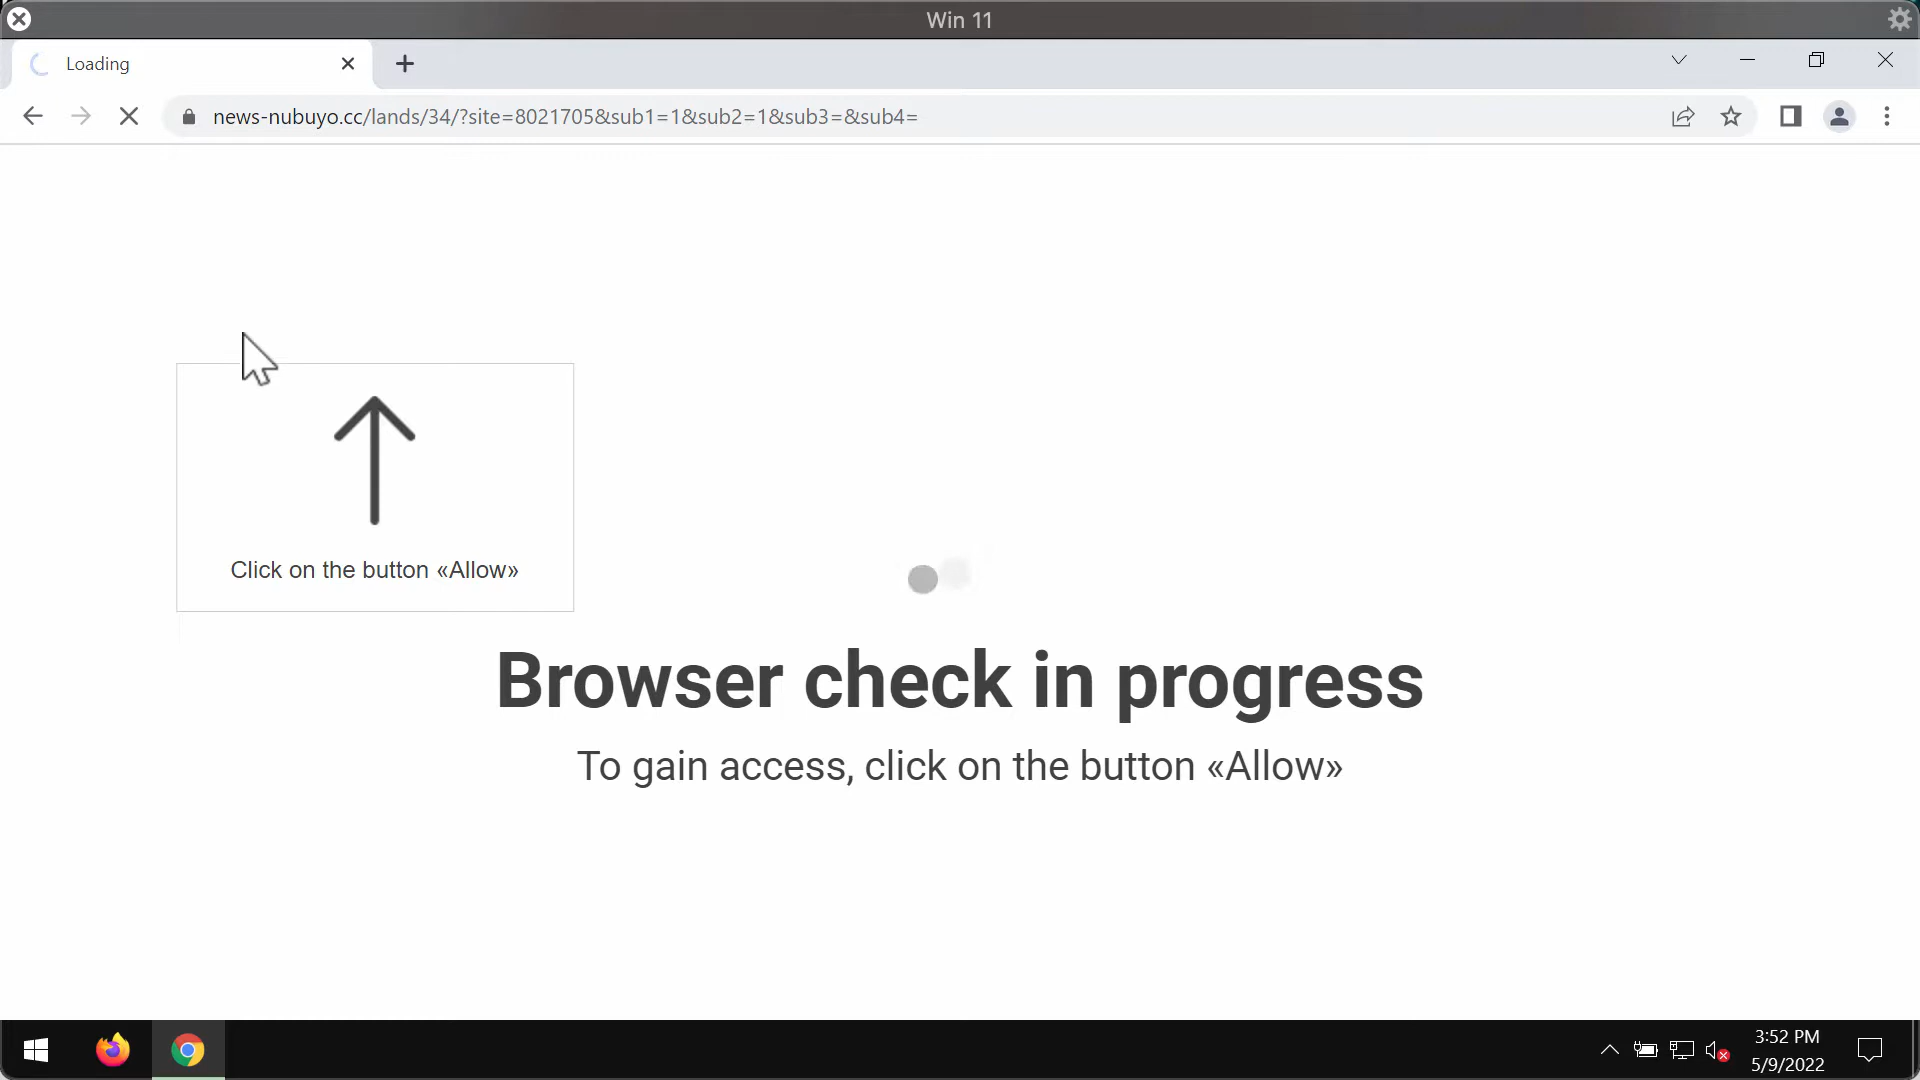 Win 11
Loading
news-nubuyo.cc/lands/34/?site=8021705&sub1=1&sub2=1&sub3=&sub4=
Click on the button «Allow»
Browser check in progress
To gain access, click on the button «Allow»
3:52 PM
5/9/2022